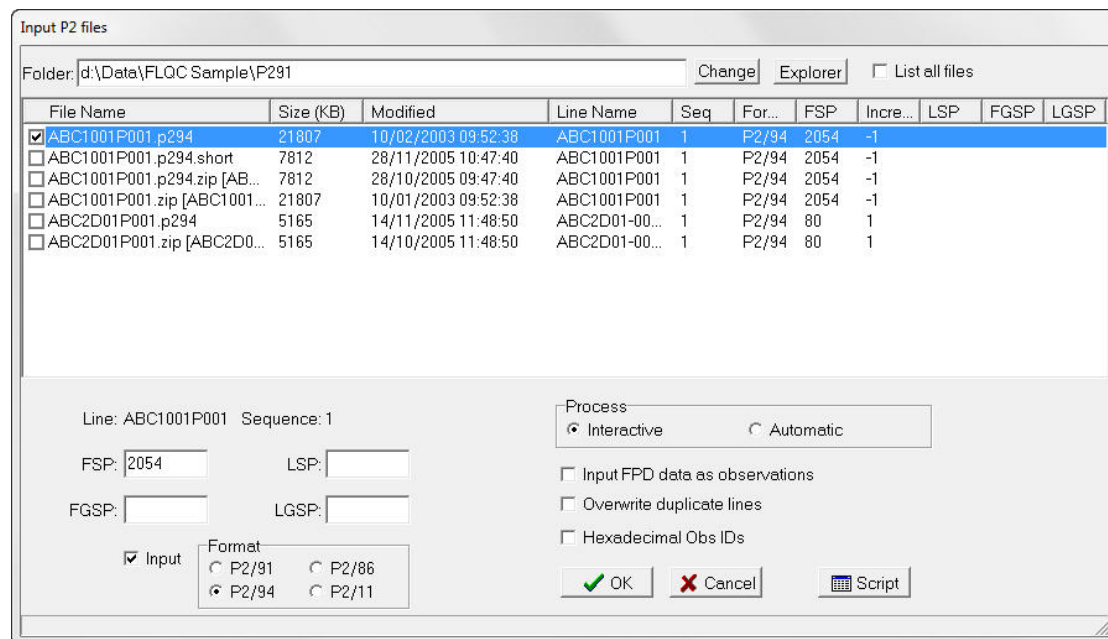 Input P2 files
Folder: d:\Data\FLQC Sample\P291 Change Explorer List all files
File Name Size (KB) Modified Line Name Seq For... FSP Incre... LSP FGSP LGSP
ABC1001P001.p294 21807 10/02/2003 09:52:38 ABC1001P001 1 P2/94 2054 -1
ABC1001P001.p294.short 7812 28/11/2005 10:47:40 ABC1001P001 1 P2/94 2054 -1
ABC1001P001.p294.zip [AB... 7812 28/10/2005 09:47:40 ABC1001P001 1 P2/94 2054 -1
ABC1001P001.zip [ABC1001... 21807 10/01/2003 09:52:38 ABC1001P001 1 P2/94 2054 -1
ABC2D01P001.p294 5165 14/11/2005 11:48:50 ABC2D01-00... 1 P2/94 80 1
ABC2D01P001.zip [ABC2D0... 5165 14/10/2005 11:48:50 ABC2D01-00... 1 P2/94 80 1
Line: ABC1001P001 Sequence: 1
FSP: 2054 LSP:
FGSP: LGSP:
Input
Format
P2/91 P2/86
P2/94 P2/11
Process
Interactive Automatic
Input FPD data as observations
Overwrite duplicate lines
Hexadecimal Obs IDs
OK Cancel Script